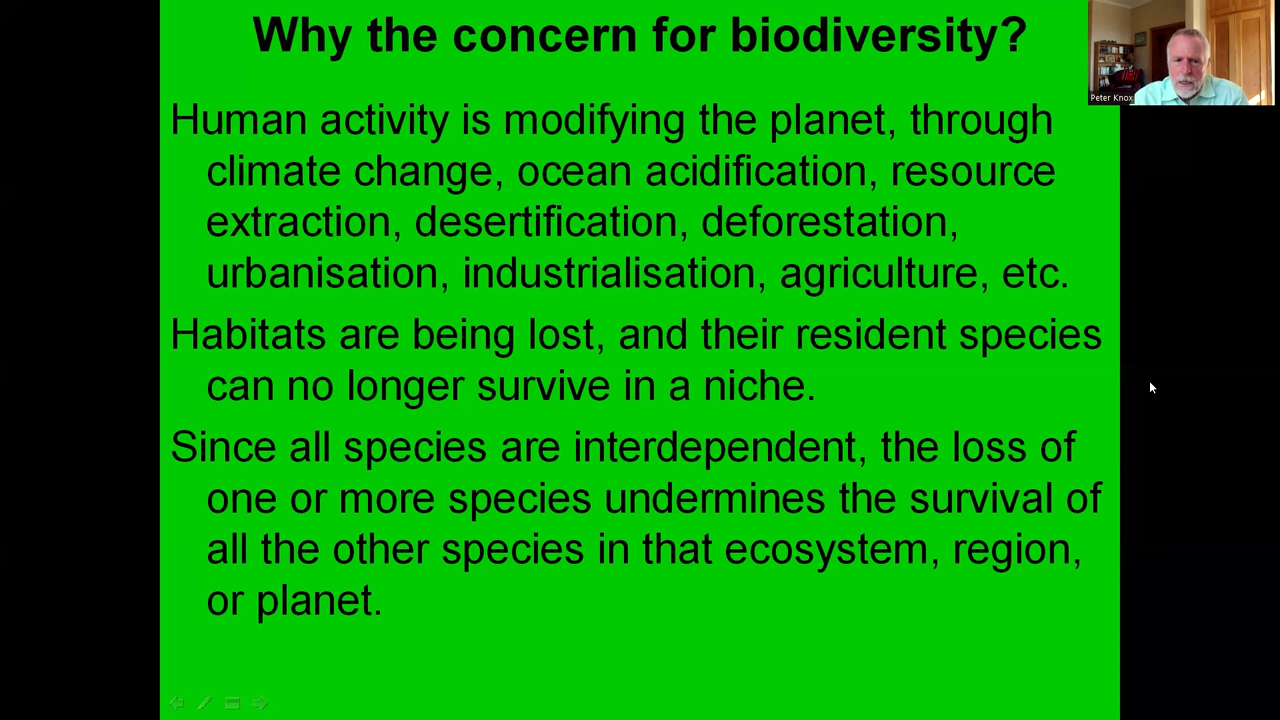 Why the concern for biodiversity?
Peter Knox
Human activity is modifying the planet, through
climate change, ocean acidification, resource
extraction, desertification, deforestation,
urbanisation, industrialisation, agriculture, etc.
Habitats are being lost, and their resident species
can no longer survive in a niche.
Since all species are interdependent, the loss of
one or more species undermines the survival of
all the other species in that ecosystem, region,
or planet.